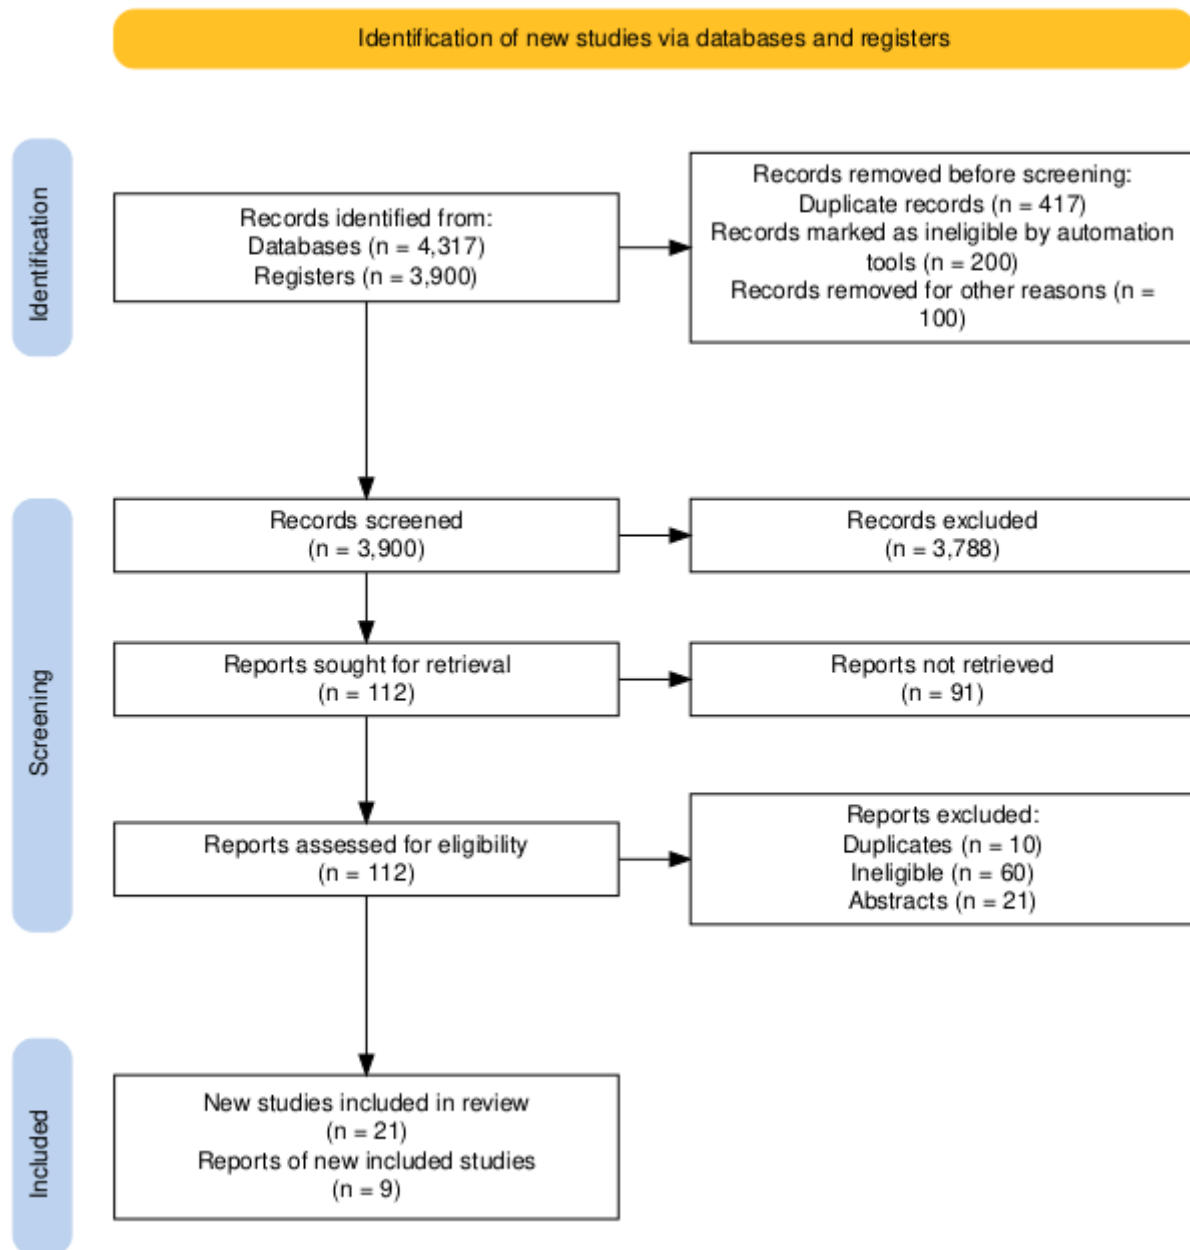 Identification of new studies via databases and registers
Identification
Records identified from:
Databases (n = 4,317)
Registers (n = 3,900)
Records removed before screening:
Duplicate records (n = 417)
Records marked as ineligible by automation
tools (n = 200)
Records removed for other reasons (n =
100)
Screening
Records screened
(n = 3,900)
Records excluded
(n = 3,788)
Reports sought for retrieval
(n = 112)
Reports not retrieved
(n = 91)
Reports assessed for eligibility
(n = 112)
Reports excluded:
Duplicates (n = 10)
Ineligible (n = 60)
Abstracts (n = 21)
Included
New studies included in review
(n = 21)
Reports of new included studies
(n = 9)